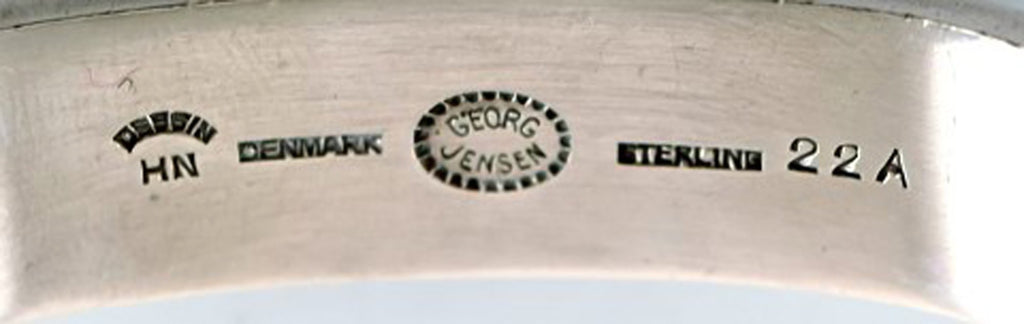 DESSIN
HN
DENMARK
GEORG
JENSEN
STERLING
22A